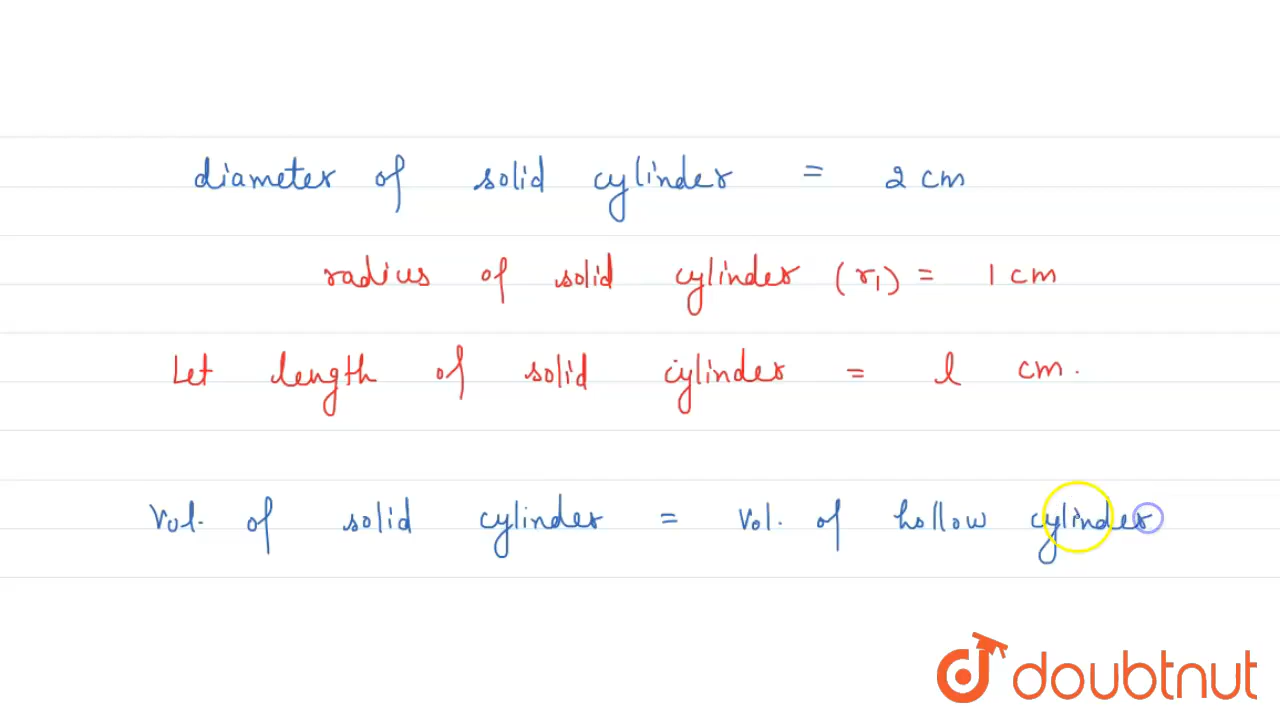 diameter of solid cylinder = 2 cm
radius of solid cylinder (r1) = 1 cm
Let length of solid cylinder = l cm.
Vol. of solid cylinder = Vol. of hollow cylinder
doubtnut